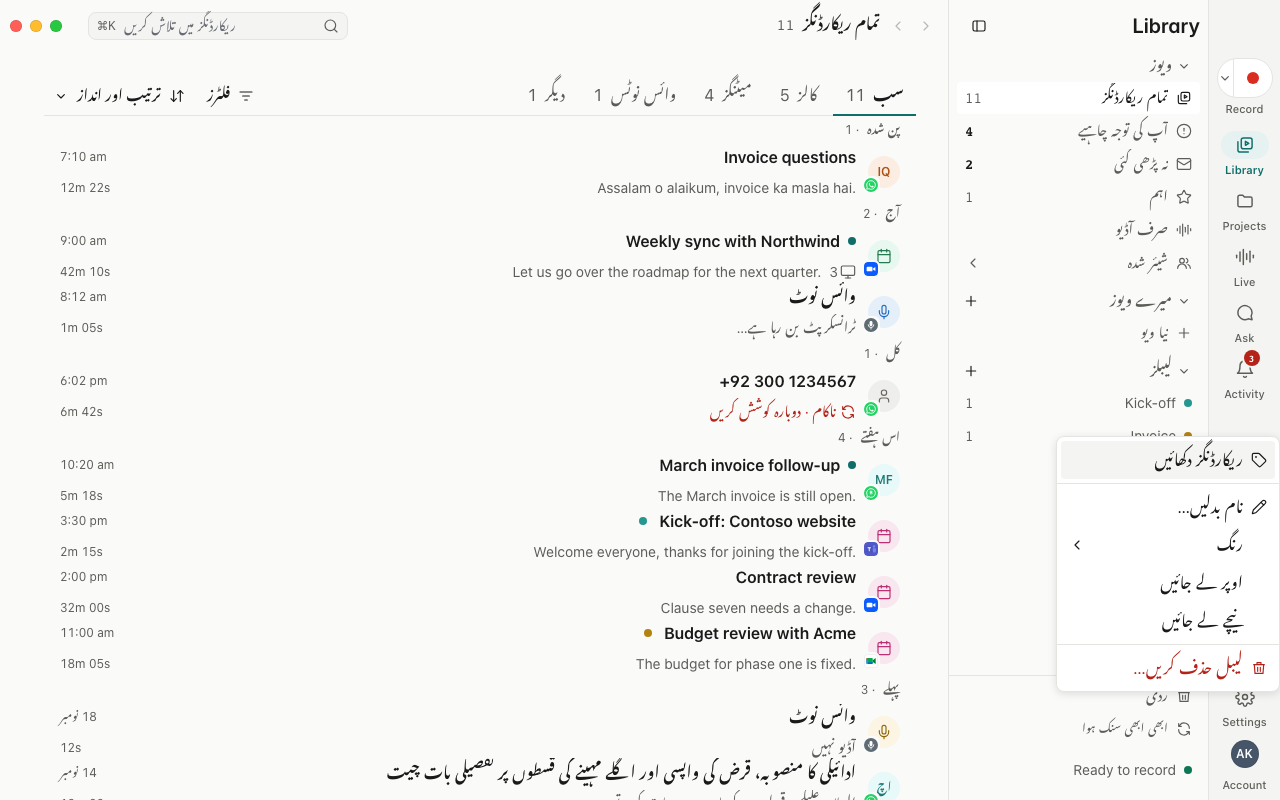 Record
Library
Projects
Live
Ask
3
Activity
Settings
AK
Account
Library
ویوز
تمام ریکارڈنگز 11
آپ کی توجہ چاہیے 4
نہ پڑھی گئی 2
اہم 1
صرف آڈیو
شیئر شدہ
میرے ویوز
نیا ویو
لیبلز
Kick-off 1
Invoice 1
ریکارڈنگز دکھائیں
نام بدلیں...
رنگ
اوپر لے جائیں
نیچے لے جائیں
لیبل حذف کریں...
ردی
ابھی ابھی سنک ہوا
Ready to record
تمام ریکارڈنگز 11
ریکارڈنگز میں تلاش کریں ⌘K
سب 11 کالز 5 میٹنگز 4 وائس نوٹس 1 دیگر 1
فلٹرز ترتیب اور انداز
پن شدہ · 1
IQ
Invoice questions 7:10 am
Assalam o alaikum, invoice ka masla hai. 12m 22s
آج · 2
Weekly sync with Northwind 9:00 am
3 Let us go over the roadmap for the next quarter. 42m 10s
وائس نوٹ 8:12 am
ٹرانسکرپٹ بن رہا ہے... 1m 05s
کل · 1
+92 300 1234567 6:02 pm
ناکام · دوبارہ کوشش کریں 6m 42s
اس ہفتے · 4
MF
March invoice follow-up 10:20 am
The March invoice is still open. 5m 18s
Kick-off: Contoso website 3:30 pm
Welcome everyone, thanks for joining the kick-off. 2m 15s
Contract review 2:00 pm
Clause seven needs a change. 32m 00s
Budget review with Acme 11:00 am
The budget for phase one is fixed. 18m 05s
پہلے · 3
وائس نوٹ 18 نومبر
آڈیو نہیں 12s
اچ
ادائیگی کا منصوبہ، قرض کی واپسی اور اگلے مہینے کی قسطوں پر تفصیلی بات چیت 14 نومبر